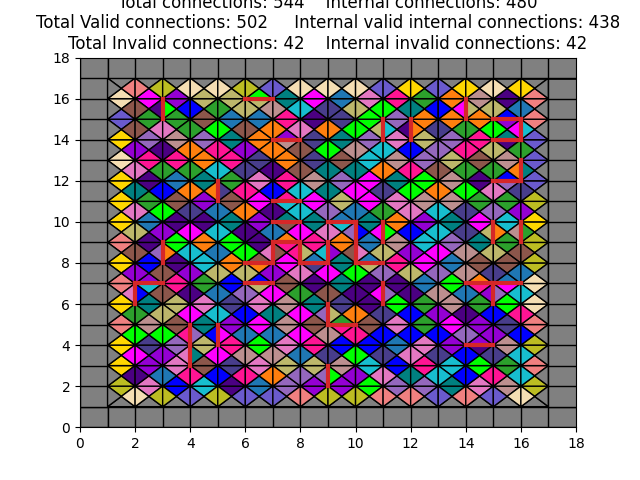 Total connections: 544    Internal connections: 480
Total Valid connections: 502    Internal valid internal connections: 438
Total Invalid connections: 42    Internal invalid connections: 42
18
16
14
12
10
8
6
4
2
0
0 2 4 6 8 10 12 14 16 18